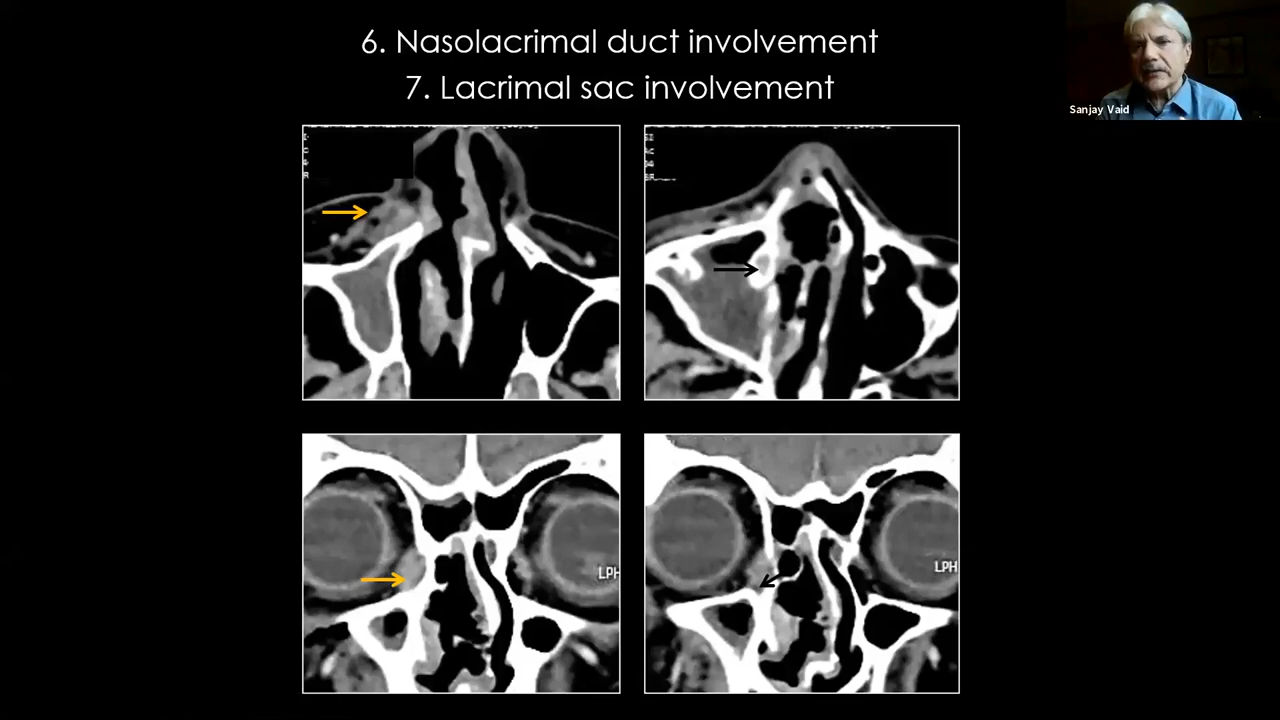 6. Nasolacrimal duct involvement
7. Lacrimal sac involvement
Sanjay Vaid
LPH
LPH